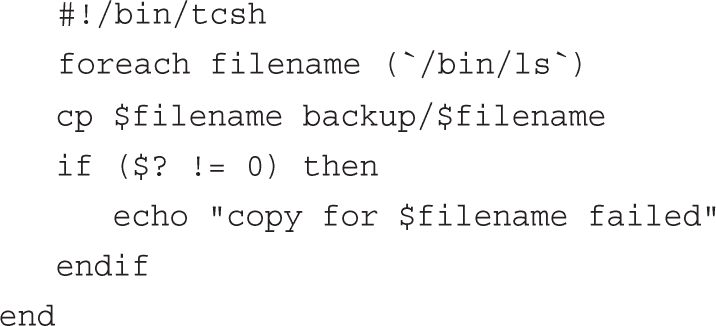 #!/bin/tcsh
foreach filename (`/bin/ls`)
cp $filename backup/$filename
if ($? != 0) then
echo "copy for $filename failed"
endif
end